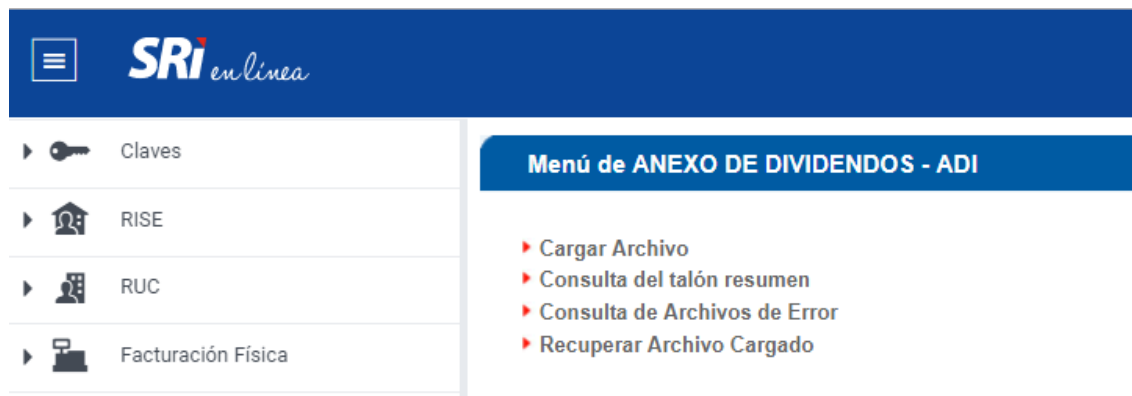 SRi en línea
Claves
RISE
RUC
Facturación Física
Menú de ANEXO DE DIVIDENDOS - ADI
Cargar Archivo
Consulta del talón resumen
Consulta de Archivos de Error
Recuperar Archivo Cargado